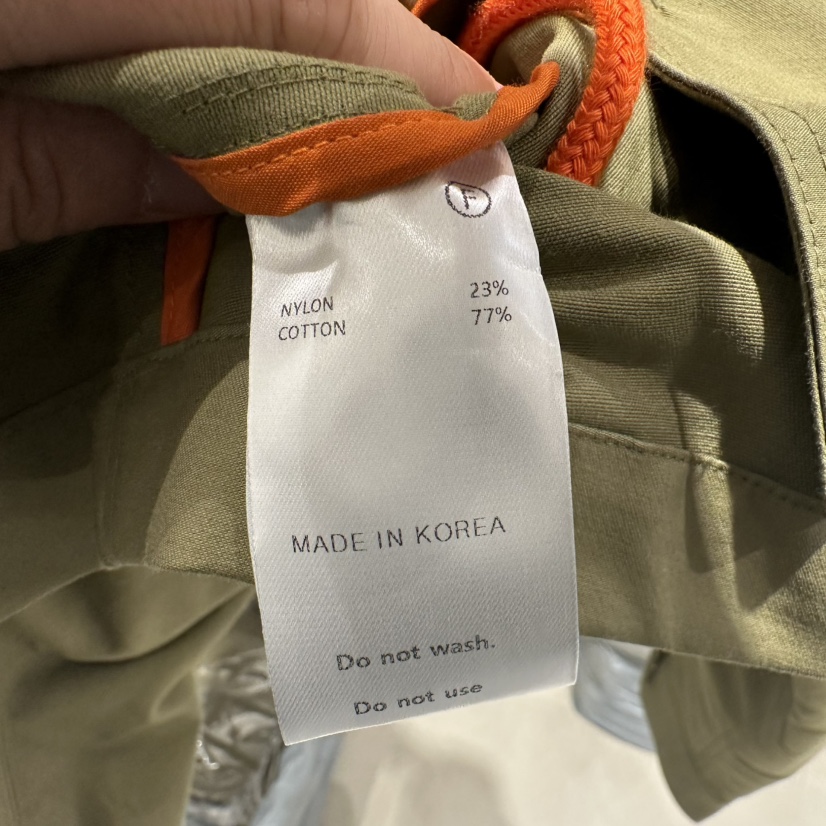 F
NYLON 23%
COTTON 77%
MADE IN KOREA
Do not wash.
Do not use